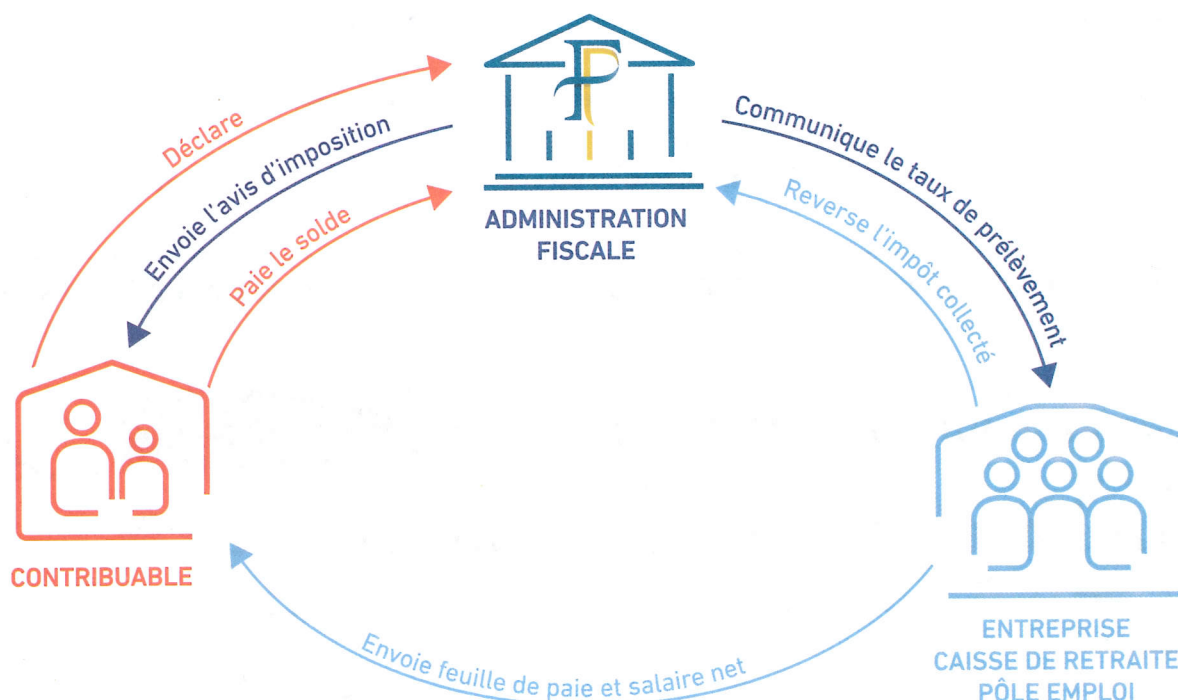 Déclare
Envoie l'avis d'imposition
Paie le solde
ADMINISTRATION
FISCALE
Communique le taux de prélèvement
Reverse l'impôt collecté
CONTRIBUABLE
Envoie feuille de paie et salaire net
ENTREPRISE
CAISSE DE RETRAITE
PÔLE EMPLOI